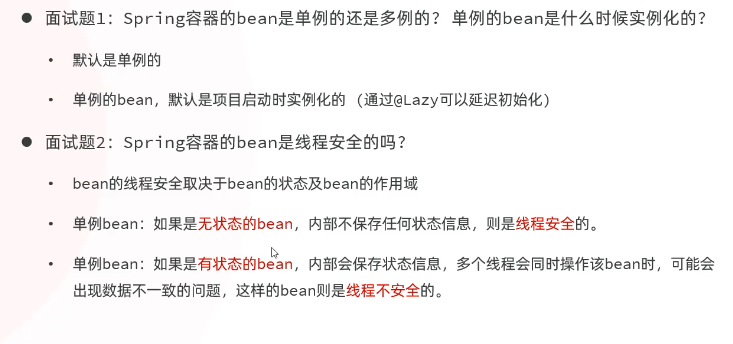 ● 面试题1：Spring容器的bean是单例的还是多例的？ 单例的bean是什么时候实例化的？
• 默认是单例的
• 单例的bean，默认是项目启动时实例化的 (通过@Lazy可以延迟初始化)
● 面试题2：Spring容器的bean是线程安全的吗？
• bean的线程安全取决于bean的状态及bean的作用域
• 单例bean：如果是无状态的bean，内部不保存任何状态信息，则是线程安全的。
• 单例bean：如果是有状态的bean，内部会保存状态信息，多个线程会同时操作该bean时，可能会
出现数据不一致的问题，这样的bean则是线程不安全的。